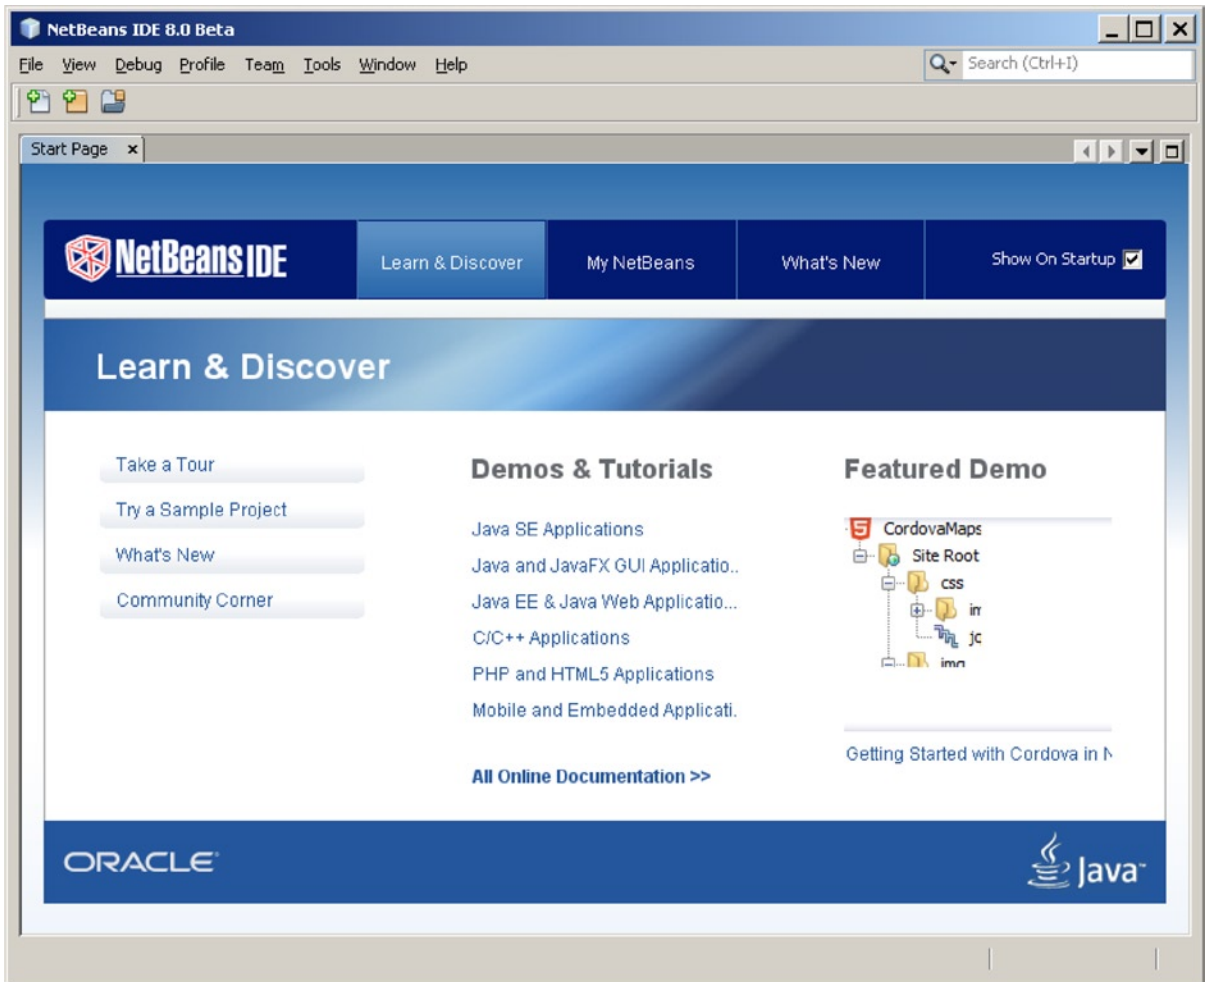 NetBeans IDE 8.0 Beta
File View Debug Profile Team Tools Window Help
Search (Ctrl+I)
Start Page
NetBeans IDE
Learn & Discover
My NetBeans
What's New
Show On Startup
Learn & Discover
Take a Tour
Try a Sample Project
What's New
Community Corner
Demos & Tutorials
Java SE Applications
Java and JavaFX GUI Applicatio..
Java EE & Java Web Applicatio...
C/C++ Applications
PHP and HTML5 Applications
Mobile and Embedded Applicati.
All Online Documentation >>
Featured Demo
CordovaMaps
Site Root
css
img
Getting Started with Cordova in
ORACLE
Java